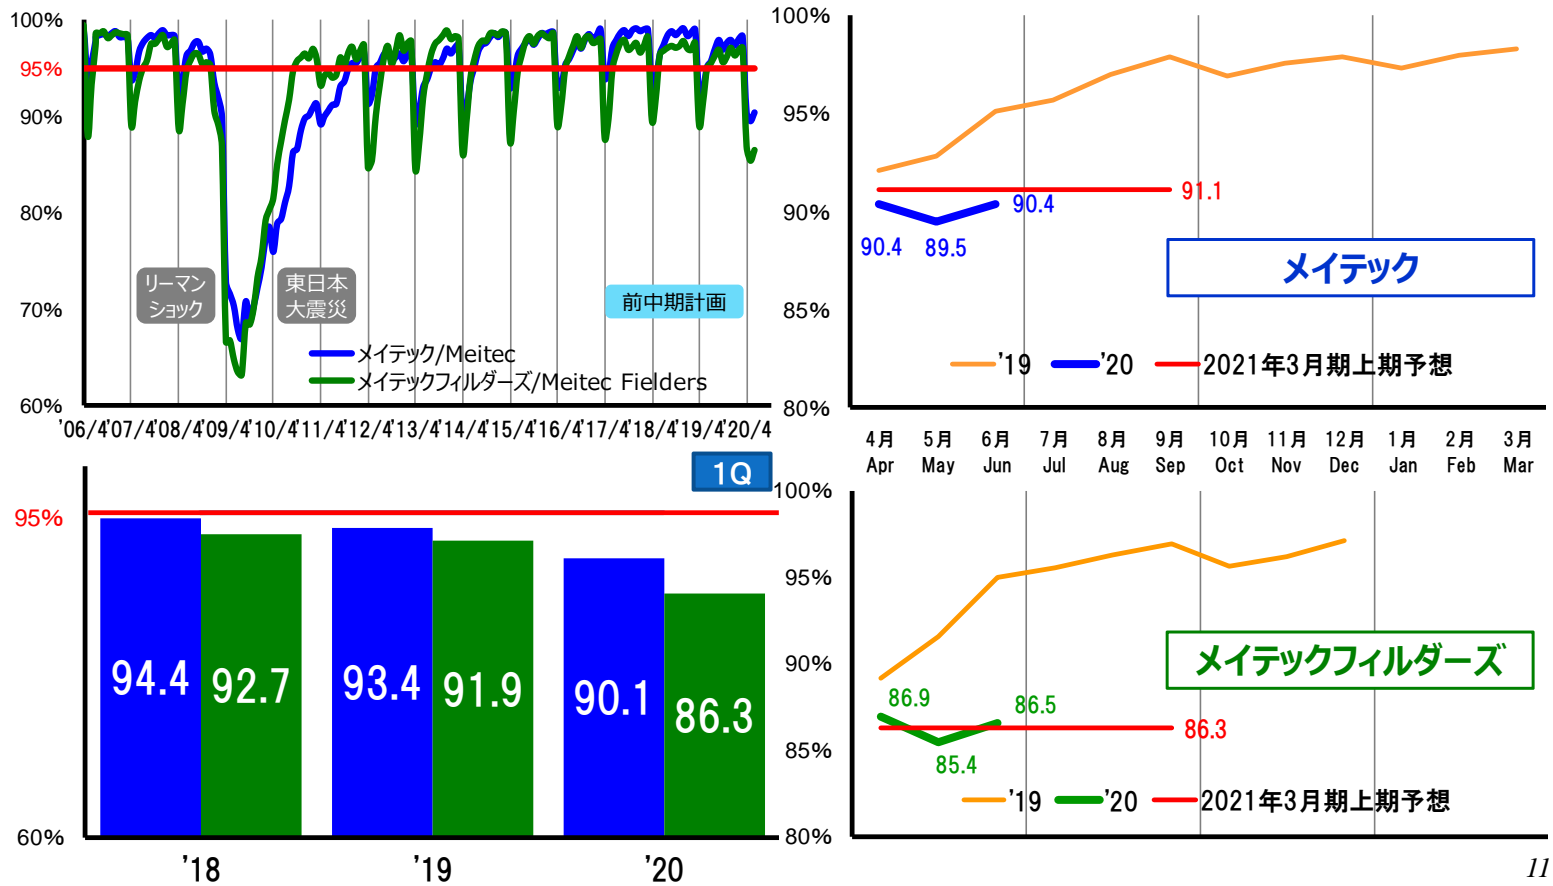 100%
95%
90%
80%
70%
60%
リーマン
ショック
東日本
大震災
前中期計画
メイテック/Meitec
メイテックフィルダーズ/Meitec Fielders
'06/4'07/4'08/4'09/4'10/4'11/4'12/4'13/4'14/4'15/4'16/4'17/4'18/4'19/4'20/4
100%
95%
90%
85%
80%
91.1
90.4
90.4
89.5
メイテック
'19
'20
2021年3月期上期予想
4月 5月 6月 7月 8月 9月 10月 11月 12月 1月 2月 3月
Apr May Jun Jul Aug Sep Oct Nov Dec Jan Feb Mar
1Q
95%
60%
94.4
92.7
93.4
91.9
90.1
86.3
'18
'19
'20
100%
95%
90%
85%
80%
86.9
86.5
85.4
86.3
メイテックフィルダーズ
'19
'20
2021年3月期上期予想
11